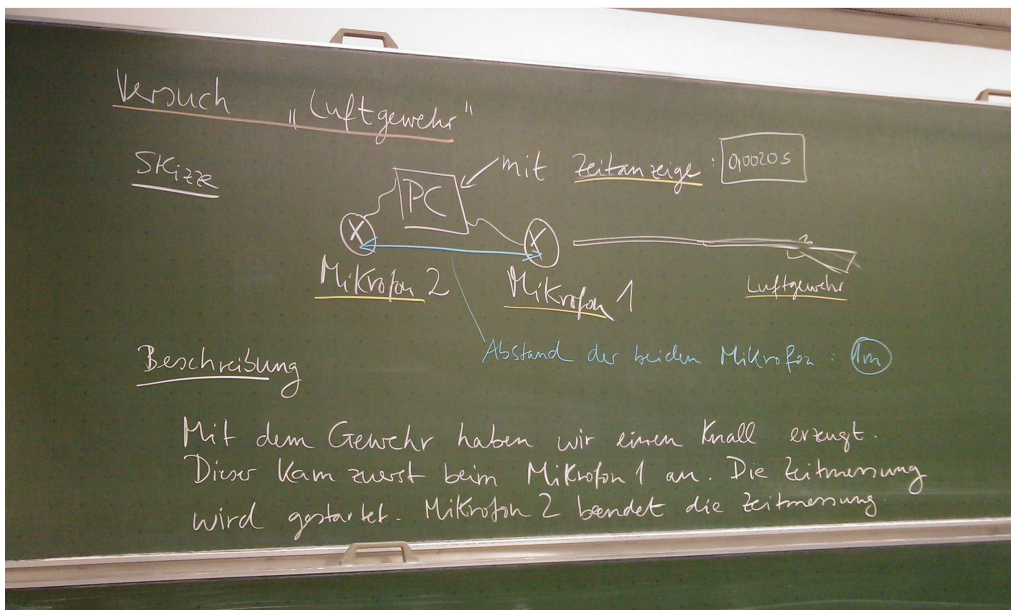 Versuch „Luftgewehr"
Skizze
mit Zeitanzeige: 0,0020 s
PC
X X
Mikrofon 2
Mikrofon 1
Luftgewehr
Abstand der beiden Mikrofon: 1m
Beschreibung
Mit dem Gewehr haben wir einen Knall erzeugt.
Dieser kam zuerst beim Mikrofon 1 an. Die Zeitmessung
wird gestartet. Mikrofon 2 beendet die Zeitmessung.